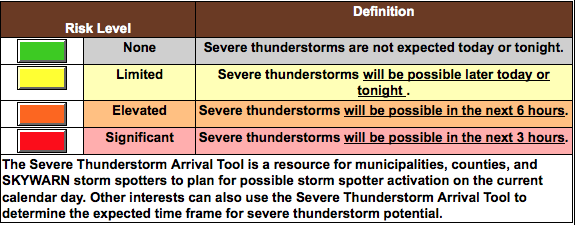 Risk Level
Definition
None
Severe thunderstorms are not expected today or tonight.
Limited
Severe thunderstorms will be possible later today or
tonight .
Elevated
Severe thunderstorms will be possible in the next 6 hours.
Significant
Severe thunderstorms will be possible in the next 3 hours.
The Severe Thunderstorm Arrival Tool is a resource for municipalities, counties, and
SKYWARN storm spotters to plan for possible storm spotter activation on the current
calendar day. Other interests can also use the Severe Thunderstorm Arrival Tool to
determine the expected time frame for severe thunderstorm potential.